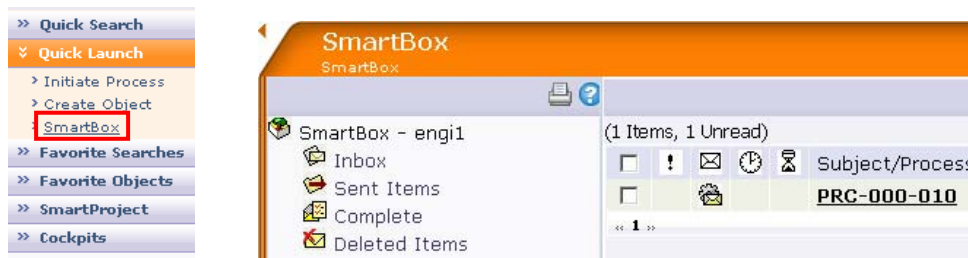 Quick Search
Quick Launch
Initiate Process
Create Object
SmartBox
Favorite Searches
Favorite Objects
SmartProject
Cockpits
SmartBox
SmartBox
SmartBox - engi1
Inbox
Sent Items
Complete
Deleted Items
(1 Items, 1 Unread)
Subject/Process
PRC-000-010
« 1 »